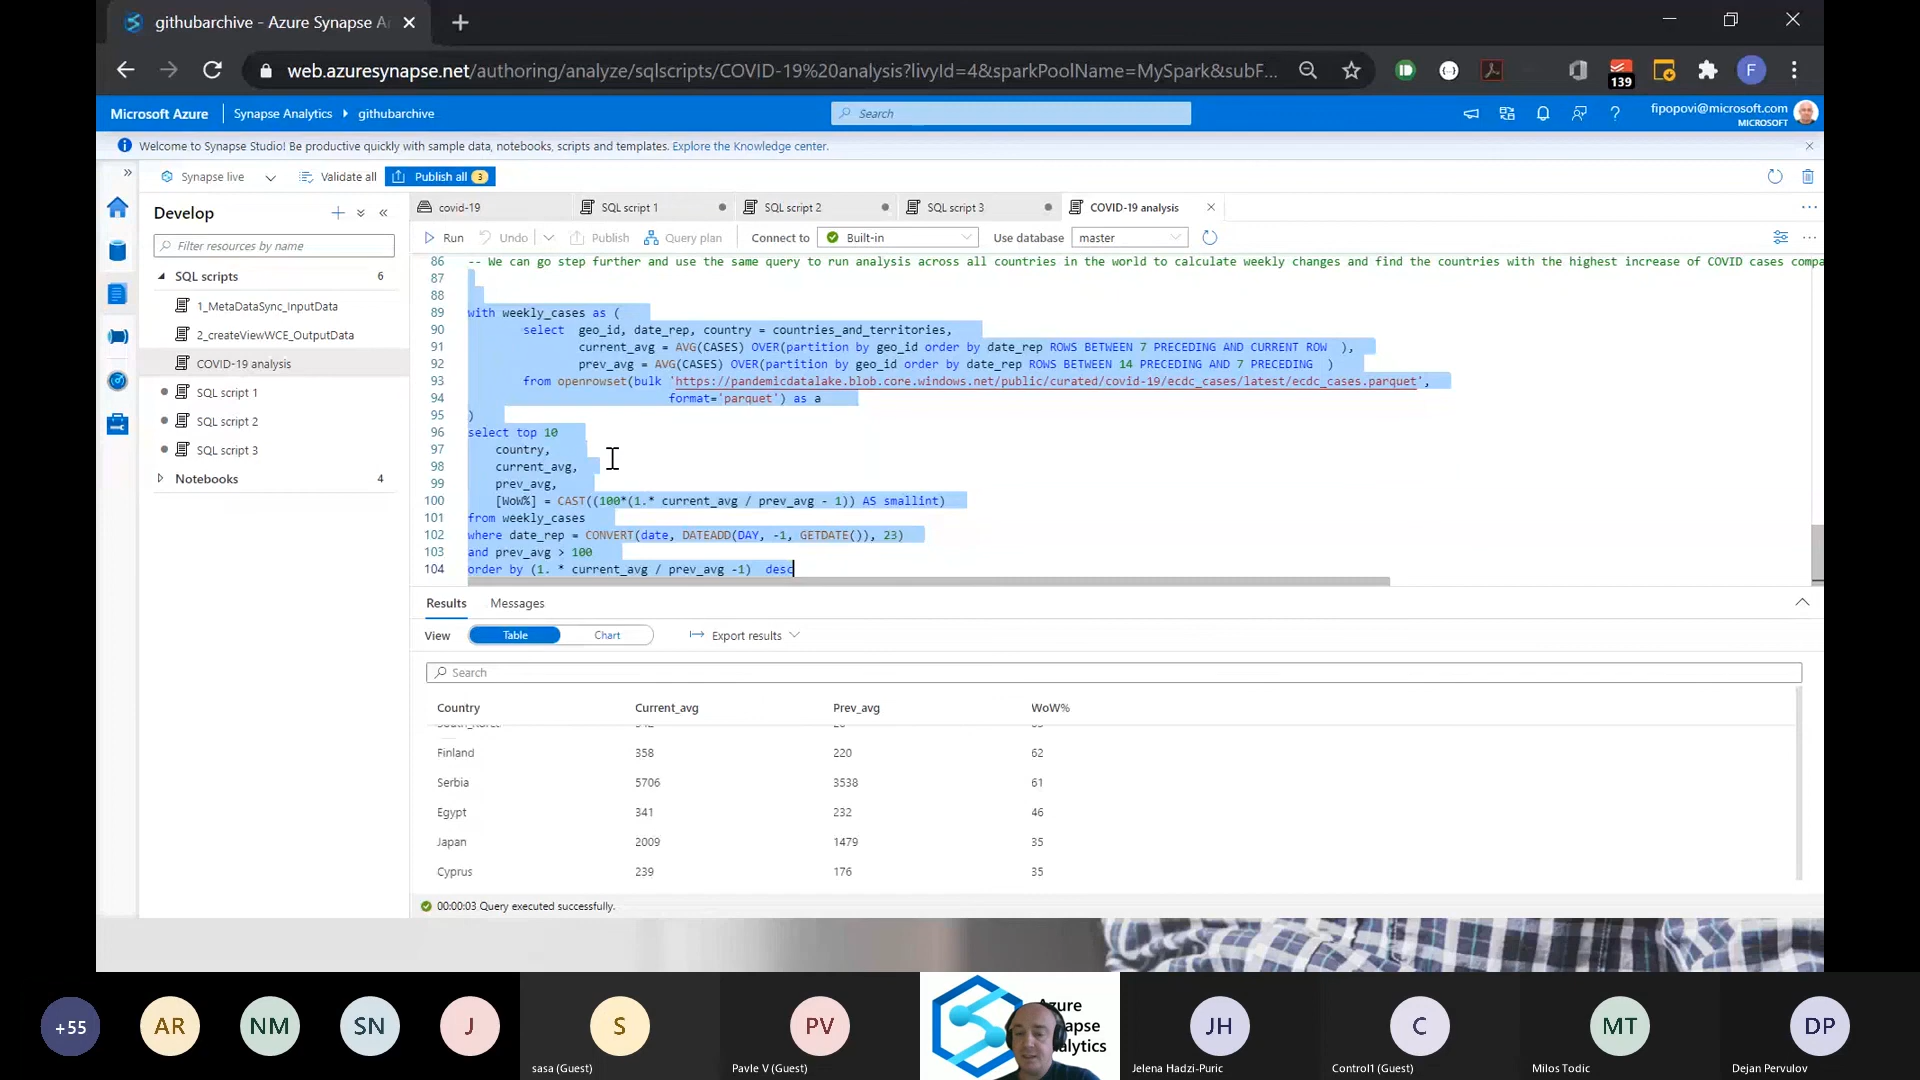 githubarchive - Azure Synapse A
web.azuresynapse.net/authoring/analyze/sqlscripts/COVID-19%20analysis?livyId=4&sparkPoolName=MySpark&subF...
139
F
Microsoft Azure
Synapse Analytics
githubarchive
Search
fipopovi@microsoft.com
MICROSOFT
Welcome to Synapse Studio! Be productive quickly with sample data, notebooks, scripts and templates. Explore the Knowledge center.
Synapse live
Validate all
Publish all 3
Develop
Filter resources by name
SQL scripts 6
1_MetaDataSync_InputData
2_createViewWCE_OutputData
COVID-19 analysis
SQL script 1
SQL script 2
SQL script 3
Notebooks 4
covid-19
SQL script 1
SQL script 2
SQL script 3
COVID-19 analysis
Run
Undo
Publish
Query plan
Connect to
Built-in
Use database
master
86 -- We can go step further and use the same query to run analysis across all countries in the world to calculate weekly changes and find the countries with the highest increase of COVID cases compa
87
88
89 with weekly_cases as (
90 select geo_id, date_rep, country = countries_and_territories,
91 current_avg = AVG(CASES) OVER(partition by geo_id order by date_rep ROWS BETWEEN 7 PRECEDING AND CURRENT ROW ),
92 prev_avg = AVG(CASES) OVER(partition by geo_id order by date_rep ROWS BETWEEN 14 PRECEDING AND 7 PRECEDING )
93 from openrowset(bulk 'https://pandemicdatalake.blob.core.windows.net/public/curated/covid-19/ecdc_cases/latest/ecdc_cases.parquet',
94 format='parquet') as a
95 )
96 select top 10
97 country,
98 current_avg,
99 prev_avg,
100 [WoW%] = CAST((100*(1.* current_avg / prev_avg - 1)) AS smallint)
101 from weekly_cases
102 where date_rep = CONVERT(date, DATEADD(DAY, -1, GETDATE()), 23)
103 and prev_avg > 100
104 order by (1. * current_avg / prev_avg -1) desc
Results
Messages
View
Table
Chart
Export results
Search
Country Current_avg Prev_avg WoW%
Finland 358 220 62
Serbia 5706 3538 61
Egypt 341 232 46
Japan 2009 1479 35
Cyprus 239 176 35
00:00:03 Query executed successfully.
+55
AR
NM
SN
J
S
sasa (Guest)
PV
Pavle V (Guest)
Azure
JH
Jelena Hadzi-Puric
C
Control1 (Guest)
MT
Milos Todic
DP
Dejan Pervulov